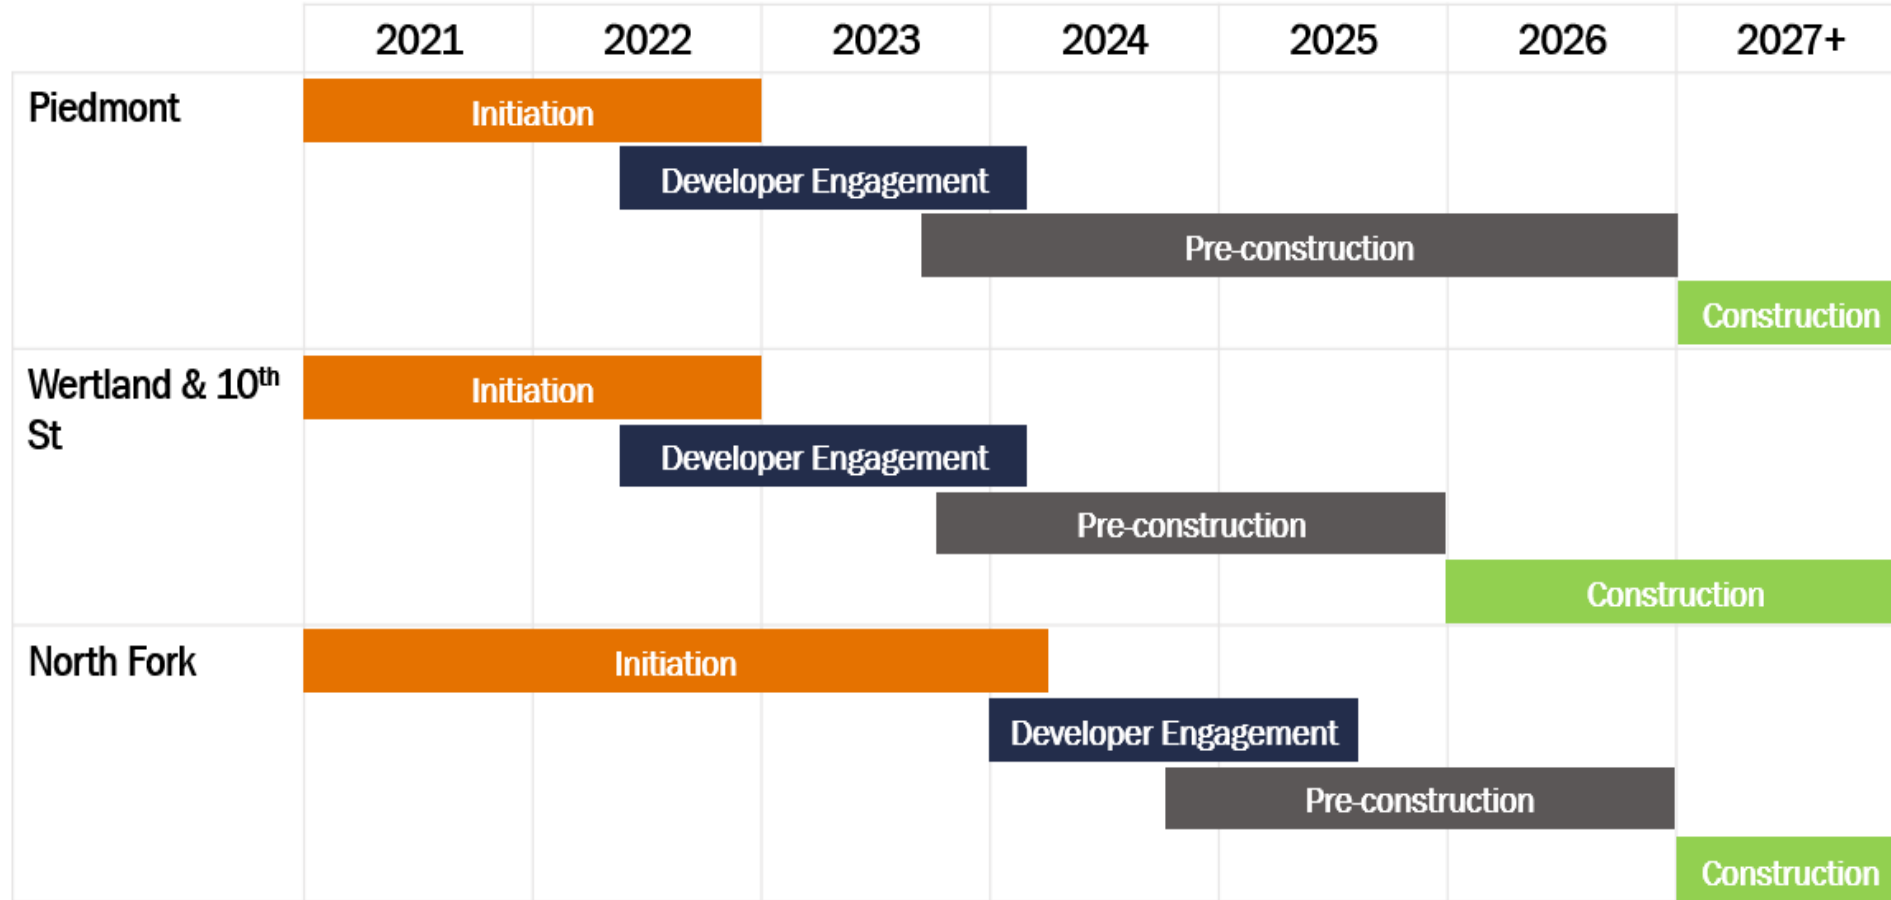 2021 2022 2023 2024 2025 2026 2027+
Piedmont
Initiation
Developer Engagement
Pre-construction
Construction
Wertland & 10th
St
Initiation
Developer Engagement
Pre-construction
Construction
North Fork
Initiation
Developer Engagement
Pre-construction
Construction